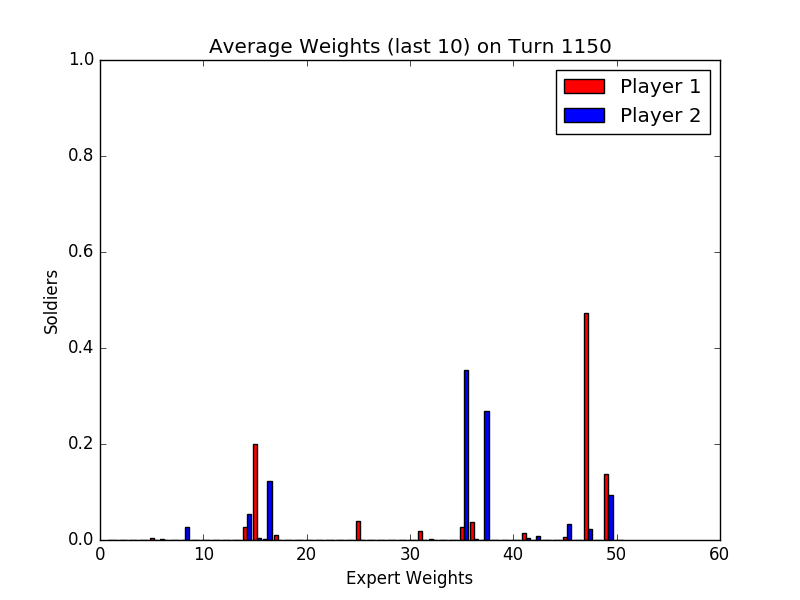 Average Weights (last 10) on Turn 1150
1.0
Player 1
Player 2
0.8
0.6
Soldiers
0.4
0.2
0.0
0 10 20 30 40 50 60
Expert Weights